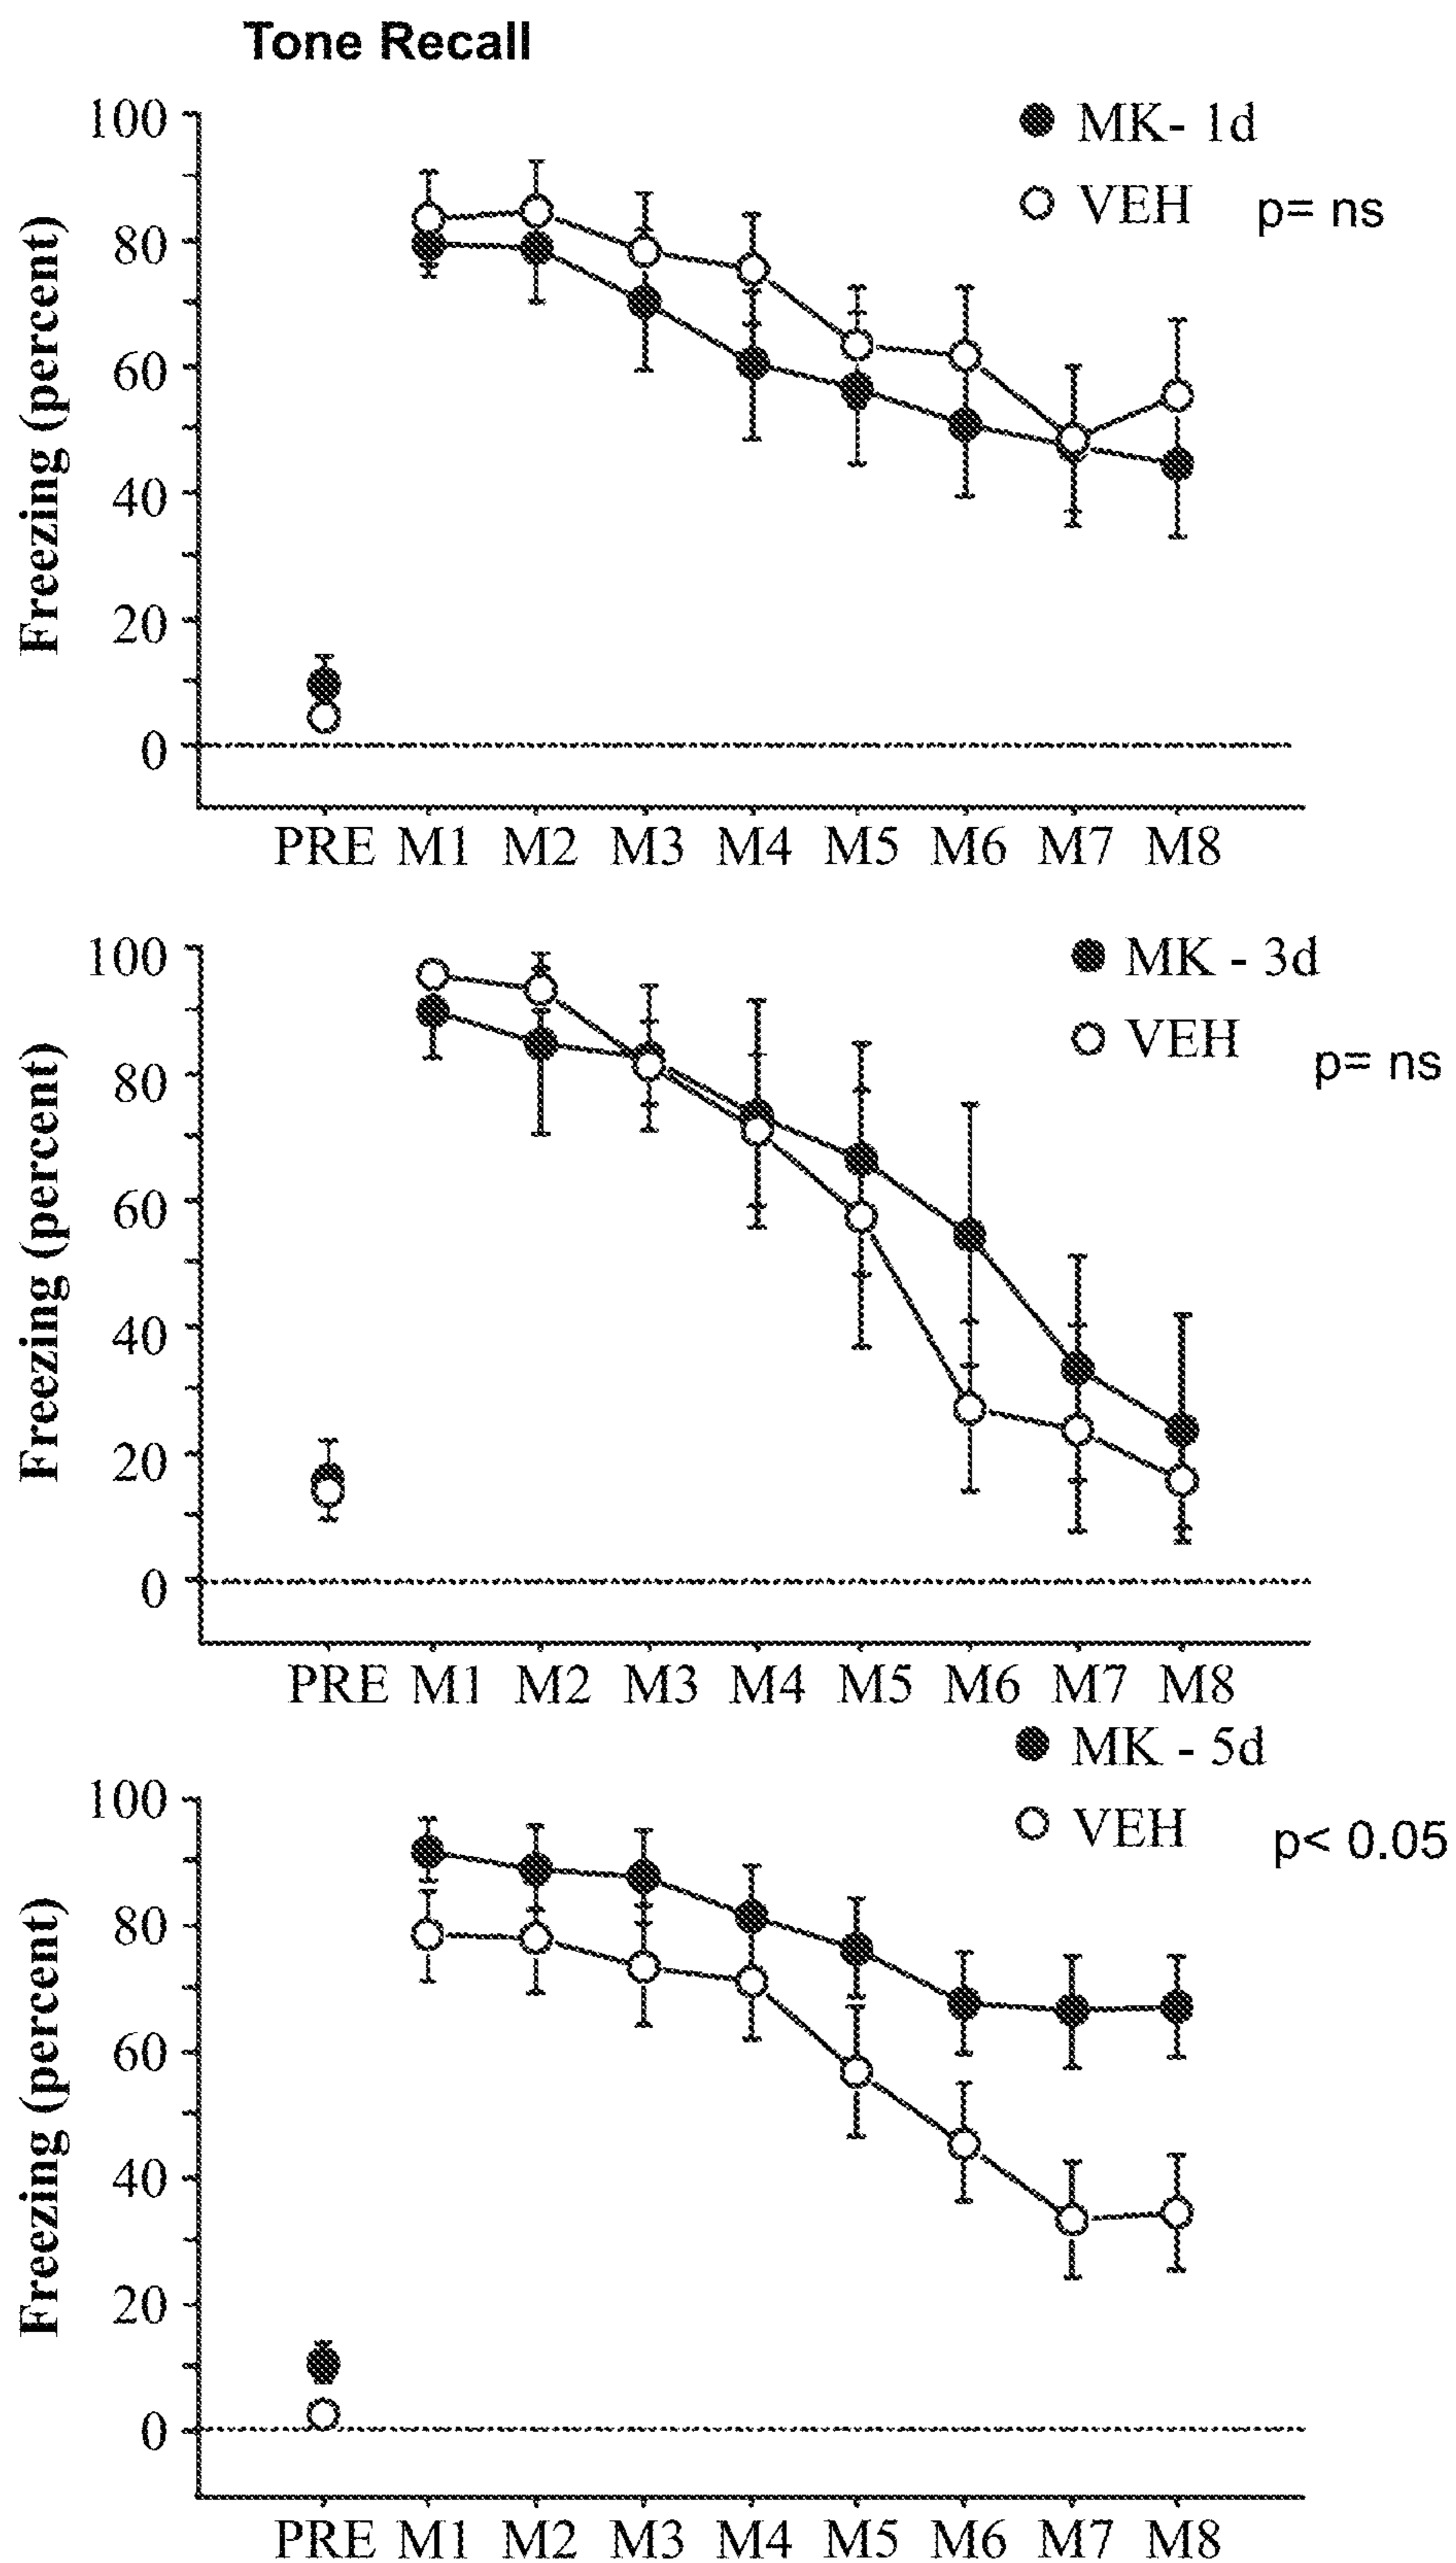 Tone Recall
MK- 1d
VEH
p= ns
Freezing (percent)
100
80
60
40
20
0
PRE M1 M2 M3 M4 M5 M6 M7 M8
MK - 3d
VEH
p= ns
Freezing (percent)
100
80
60
40
20
0
PRE M1 M2 M3 M4 M5 M6 M7 M8
MK - 5d
VEH
p< 0.05
Freezing (percent)
100
80
60
40
20
0
PRE M1 M2 M3 M4 M5 M6 M7 M8